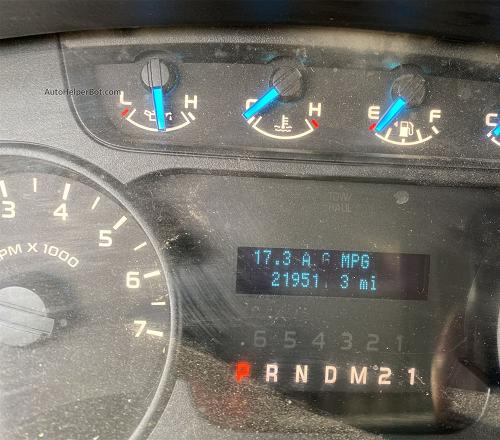 AutoHelperBot.com
L H
C H
E F
C
TOW
HAUL
3 4 5 6 7
PM X 1000
17.3 A G MPG
21951. 3 mi
6 5 4 3 2 1
P R N D M 2 1